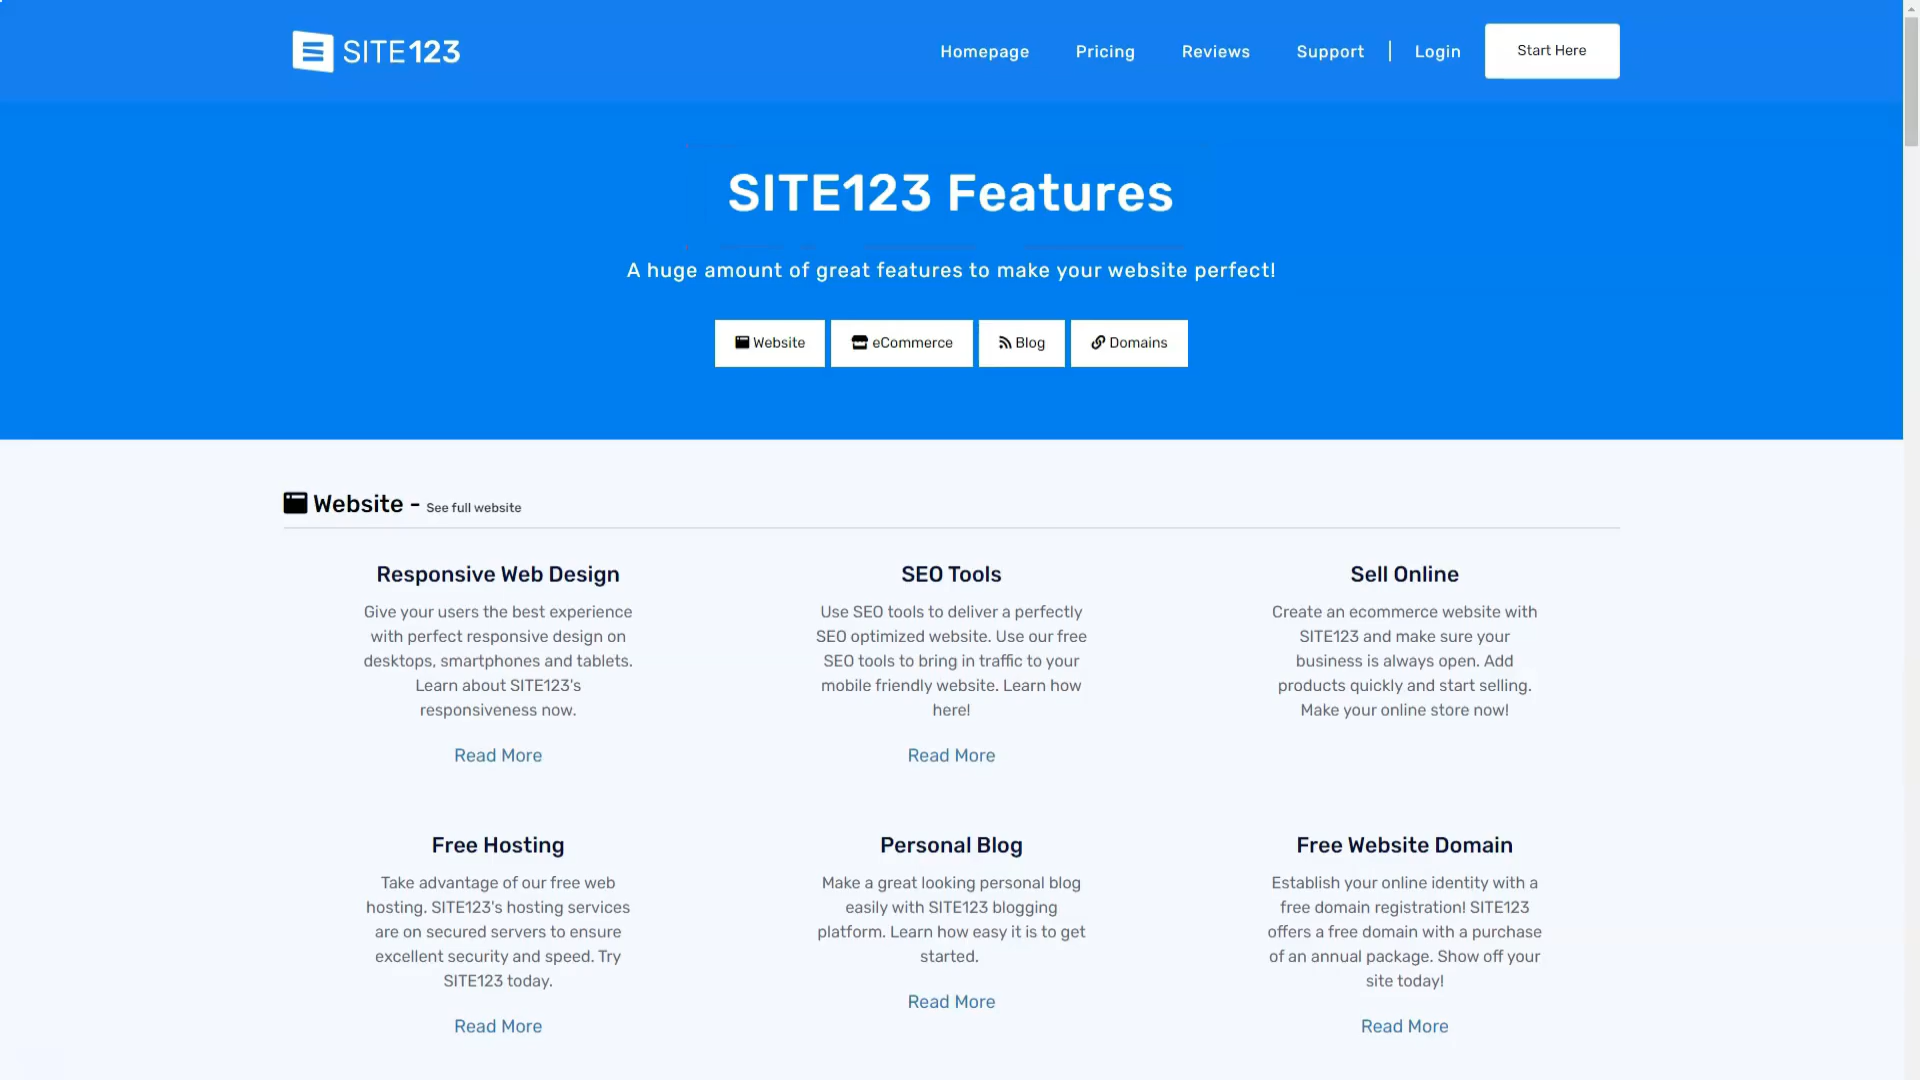 SITE123
Homepage
Pricing
Reviews
Support
Login
Start Here
SITE123 Features
A huge amount of great features to make your website perfect!
Website
eCommerce
Blog
Domains
Website - See full website
Responsive Web Design
Give your users the best experience
with perfect responsive design on
desktops, smartphones and tablets.
Learn about SITE123's
responsiveness now.
Read More
SEO Tools
Use SEO tools to deliver a perfectly
SEO optimized website. Use our free
SEO tools to bring in traffic to your
mobile friendly website. Learn how
here!
Read More
Sell Online
Create an ecommerce website with
SITE123 and make sure your
business is always open. Add
products quickly and start selling.
Make your online store now!
Free Hosting
Take advantage of our free web
hosting. SITE123's hosting services
are on secured servers to ensure
excellent security and speed. Try
SITE123 today.
Read More
Personal Blog
Make a great looking personal blog
easily with SITE123 blogging
platform. Learn how easy it is to get
started.
Read More
Free Website Domain
Establish your online identity with a
free domain registration! SITE123
offers a free domain with a purchase
of an annual package. Show off your
site today!
Read More